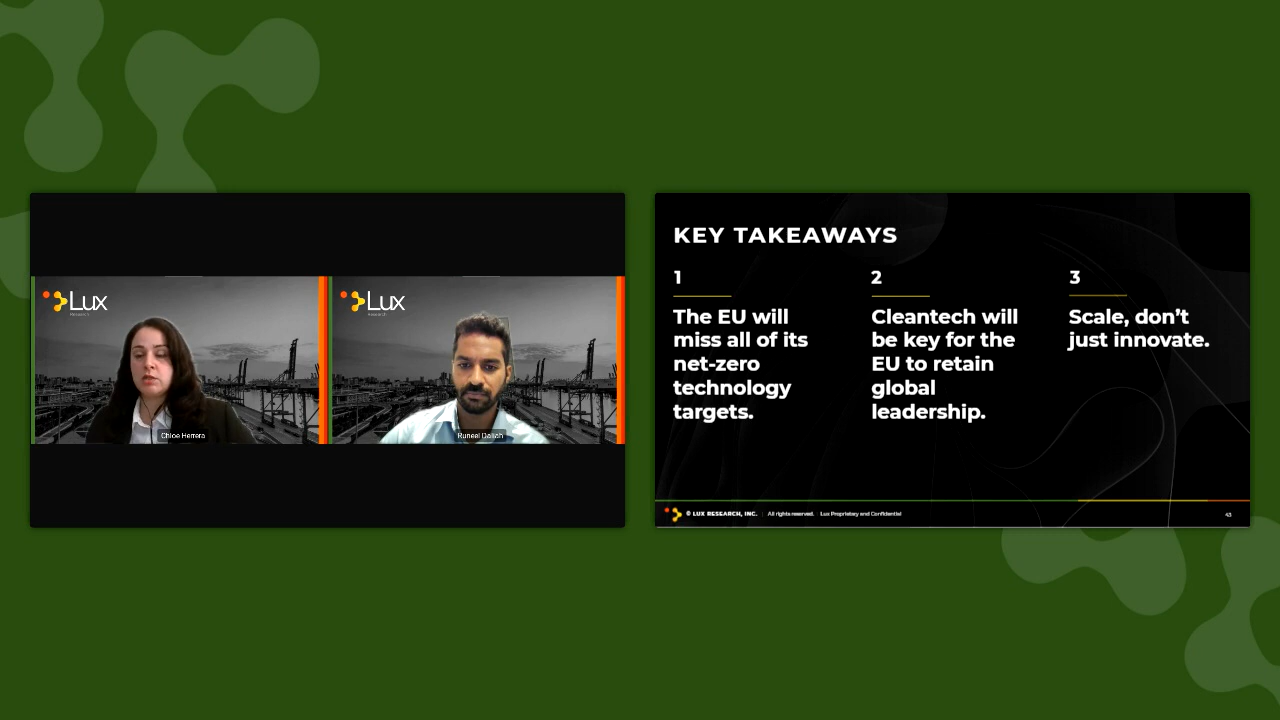 Lux
Research
Chloe Herrera
Lux
Research
Runeel Daliah
KEY TAKEAWAYS
1
The EU will
miss all of its
net-zero
technology
targets.
2
Cleantech will
be key for the
EU to retain
global
leadership.
3
Scale, don't
just innovate.
© LUX RESEARCH, INC. | All rights reserved. Lux Proprietary and Confidential
43